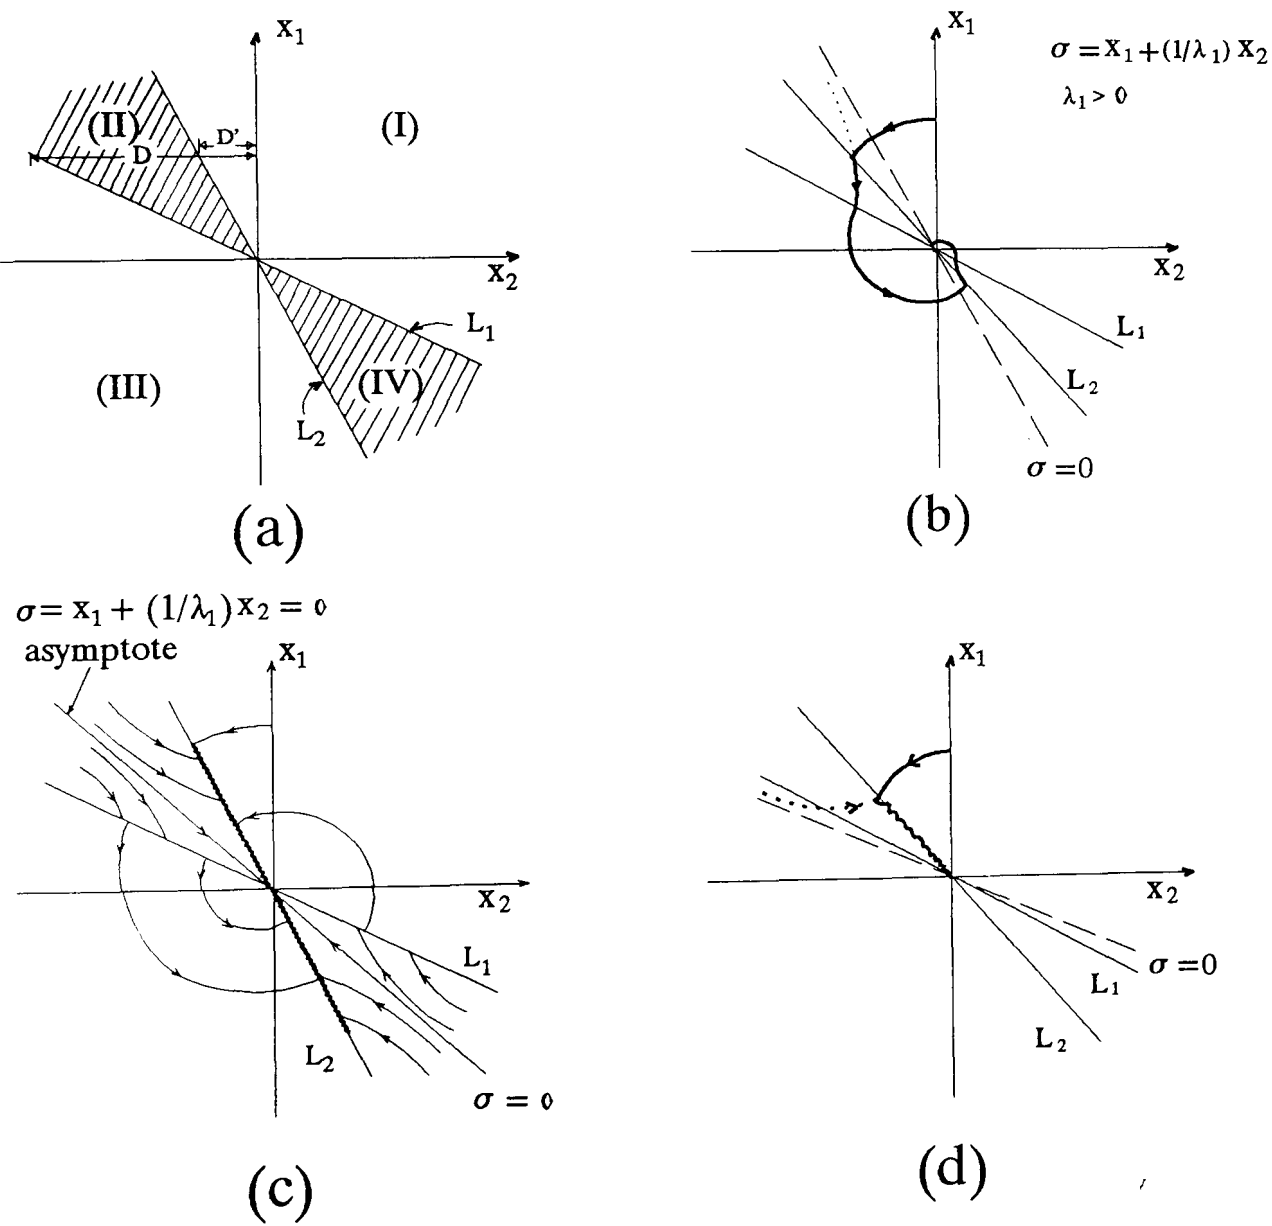 x₁
(I)
(II)
D'
D
x₂
L₁
(III)
(IV)
L₂
(a)
x₁
σ = x₁ + (1/λ₁) x₂
λ₁ > 0
x₂
L₁
L₂
σ = 0
(b)
σ = x₁ + (1/λ₁) x₂ = 0
asymptote
x₁
x₂
L₁
L₂
σ = 0
(c)
x₁
x₂
σ = 0
L₁
L₂
(d)